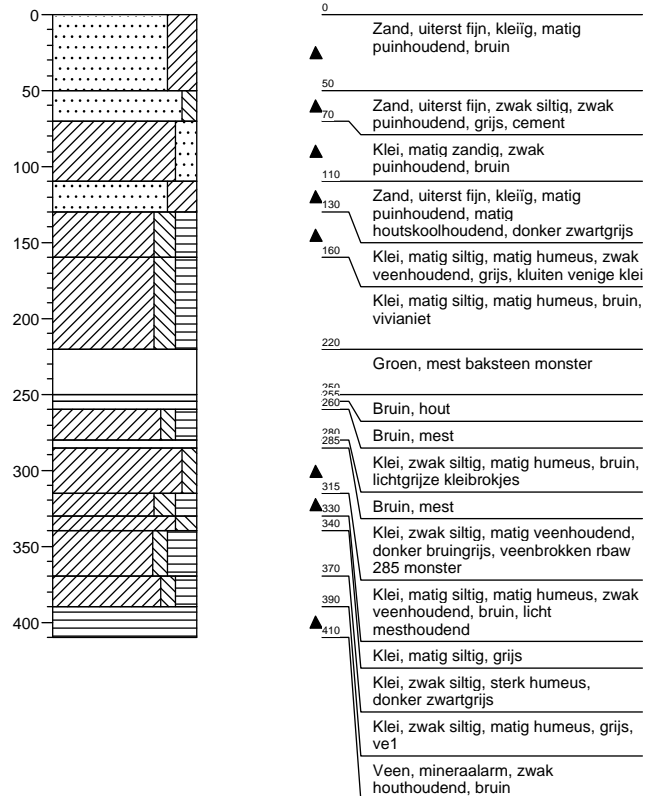 0
50
100
150
200
250
300
350
400
0
Zand, uiterst fijn, kleiïg, matig
puinhoudend, bruin
50
Zand, uiterst fijn, zwak siltig, zwak
puinhoudend, grijs, cement
70
Klei, matig zandig, zwak
puinhoudend, bruin
110
Zand, uiterst fijn, kleiïg, matig
puinhoudend, matig
houtskoolhoudend, donker zwartgrijs
130
Klei, matig siltig, matig humeus, zwak
veenhoudend, grijs, kluiten venige klei
160
Klei, matig siltig, matig humeus, bruin,
vivianiet
220
Groen, mest baksteen monster
250
255
Bruin, hout
260
Bruin, mest
Klei, zwak siltig, matig humeus, bruin,
lichtgrijze kleibrokjes
280
Bruin, mest
285
Klei, zwak siltig, matig veenhoudend,
donker bruingrijs, veenbrokken rbaw
285 monster
315
Klei, matig siltig, matig humeus, zwak
veenhoudend, bruin, licht
mesthoudend
330
Klei, matig siltig, grijs
340
Klei, zwak siltig, sterk humeus,
donker zwartgrijs
370
Klei, zwak siltig, matig humeus, grijs,
ve1
390
Veen, mineraalarm, zwak
houthoudend, bruin
410